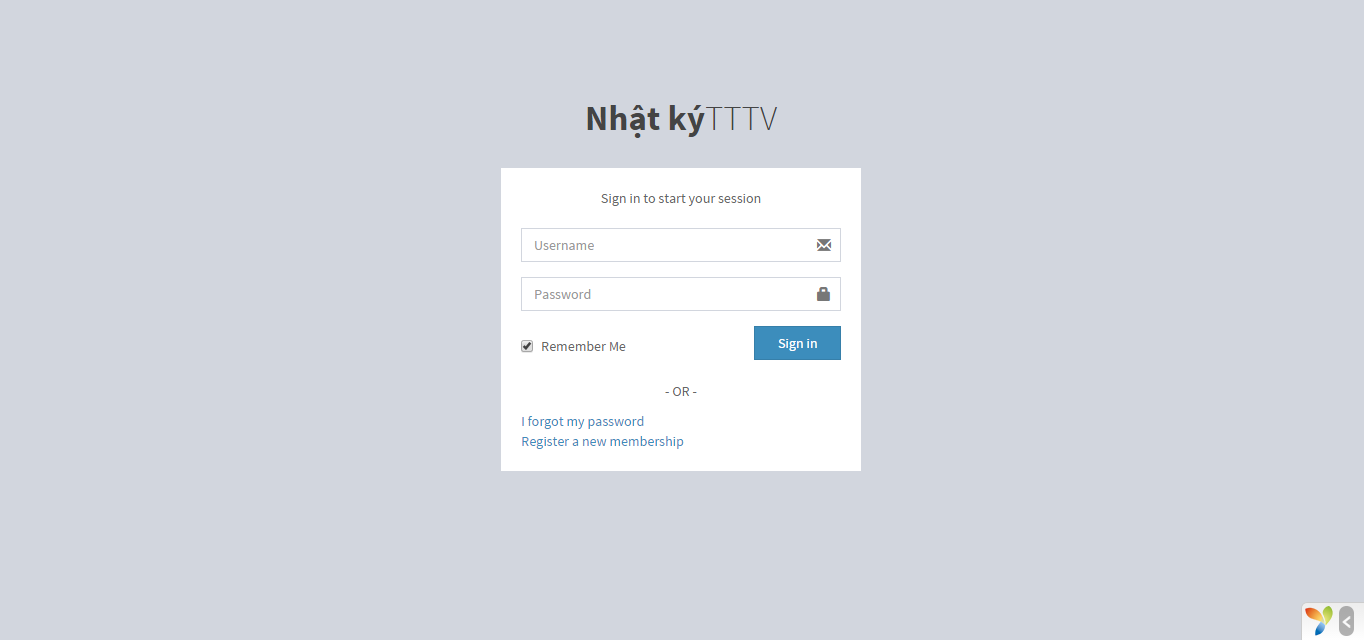 Nhật kýTTTV
Sign in to start your session
Username
Password
Remember Me
Sign in
- OR -
I forgot my password
Register a new membership